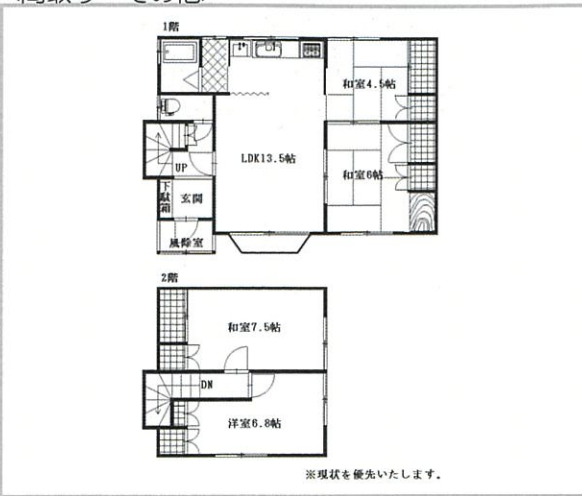 1階
和室4.5帖
LDK13.5帖
和室6帖
UP
下駄箱
玄関
風除室
2階
和室7.5帖
DN
洋室6.8帖
※現状を優先いたします。